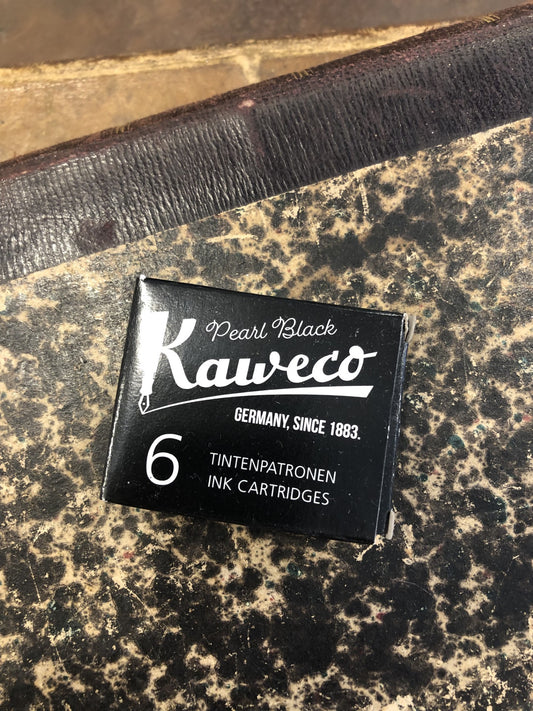 Pearl Black
Kaweco
GERMANY, SINCE 1883.
6
TINTENPATRONEN
INK CARTRIDGES